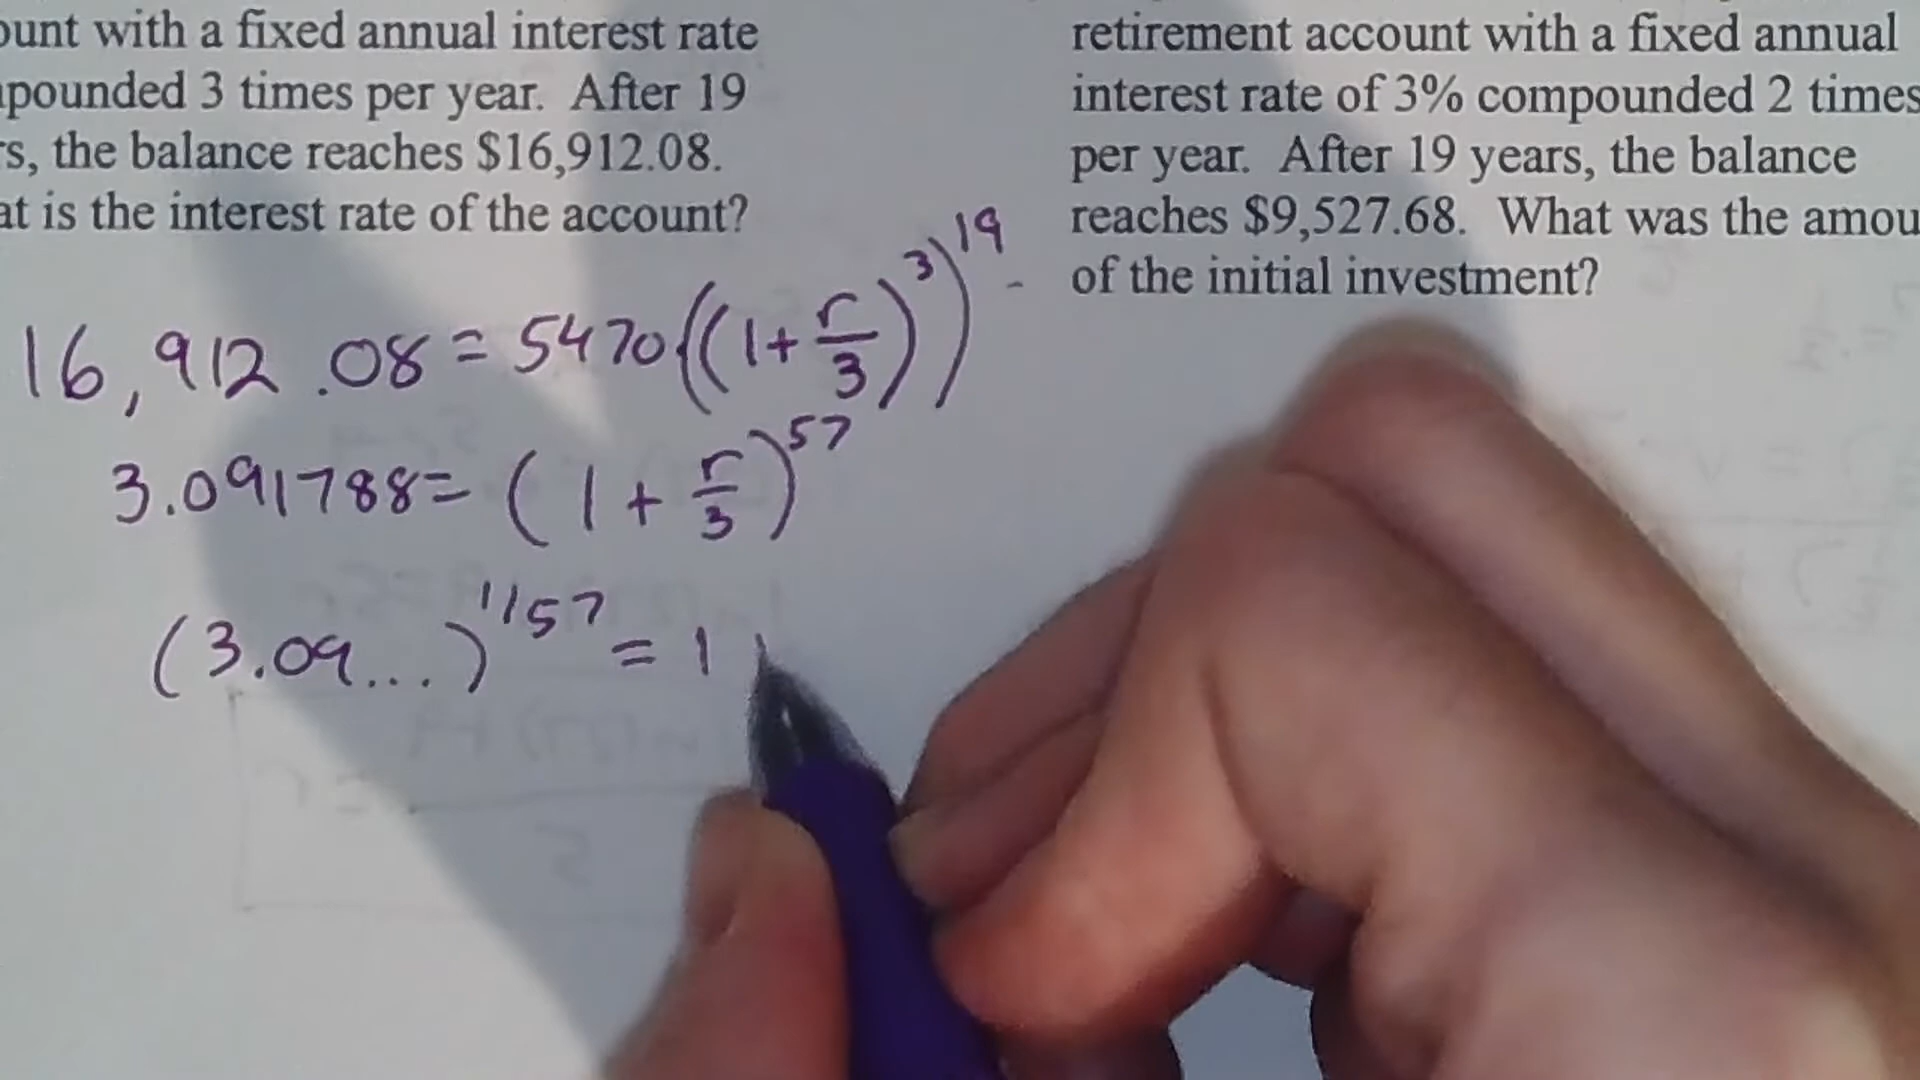 ount with a fixed annual interest rate
pounded 3 times per year. After 19
s, the balance reaches $16,912.08.
at is the interest rate of the account?
retirement account with a fixed annual
interest rate of 3% compounded 2 times
per year. After 19 years, the balance
reaches $9,527.68. What was the amou
of the initial investment?
16,912.08 = 5470((1+r/3)^3)^19
3.091788 = (1 + r/3)^57
(3.09...)^1/57 = 1